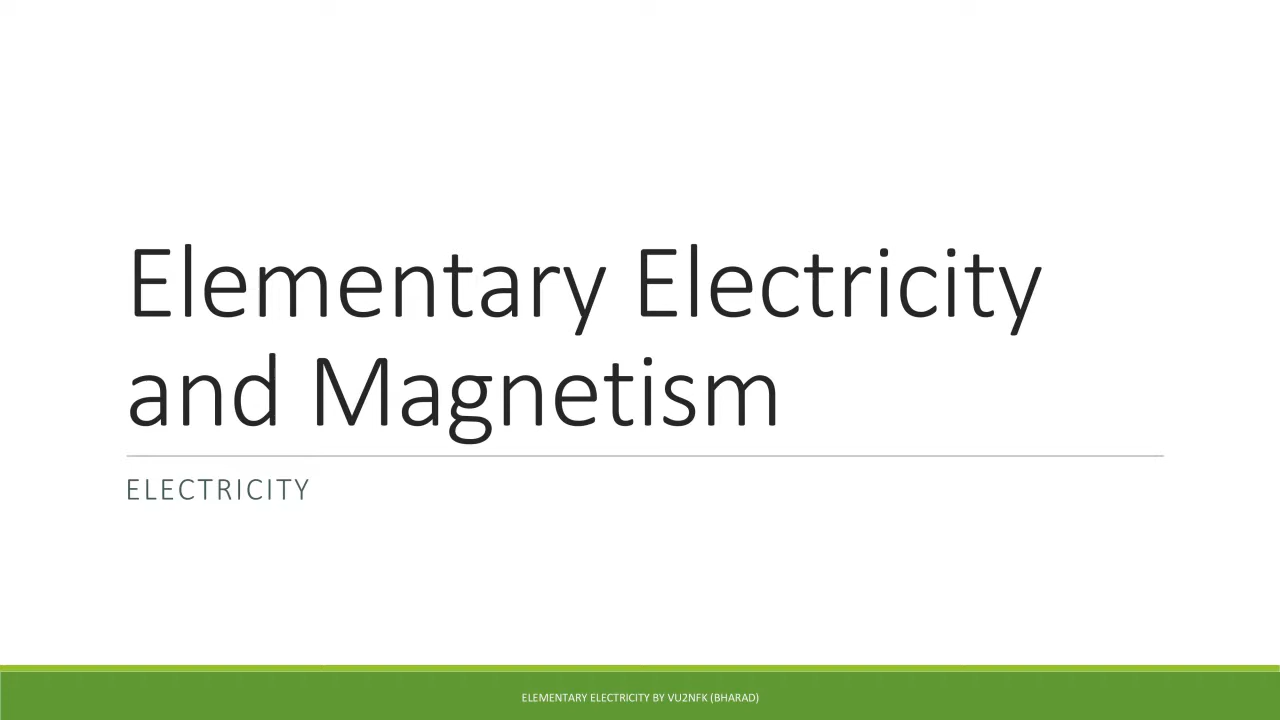 Elementary Electricity
and Magnetism
ELECTRICITY
ELEMENTARY ELECTRICITY BY VU2NFK (BHARAD)